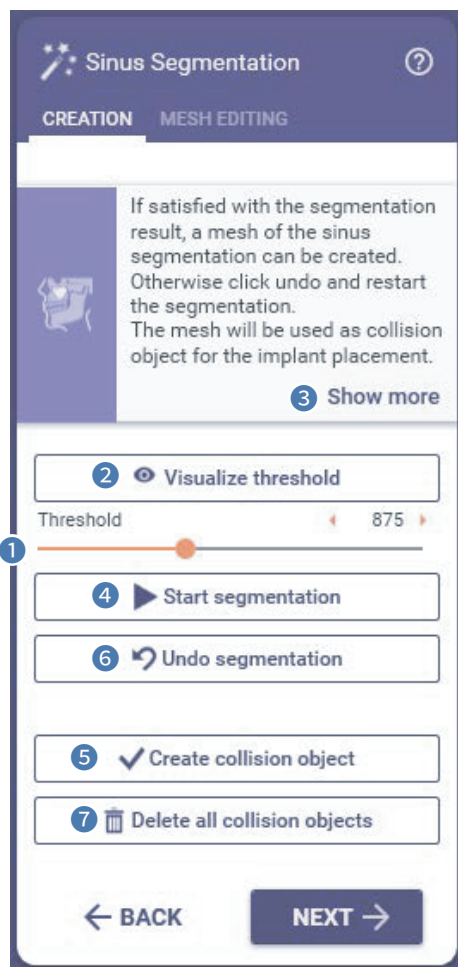 Sinus Segmentation ?
CREATION MESH EDITING
If satisfied with the segmentation
result, a mesh of the sinus
segmentation can be created.
Otherwise click undo and restart
the segmentation.
The mesh will be used as collision
object for the implant placement.
3 Show more
2 Visualize threshold
Threshold 875
1
4 Start segmentation
6 Undo segmentation
5 Create collision object
7 Delete all collision objects
BACK NEXT